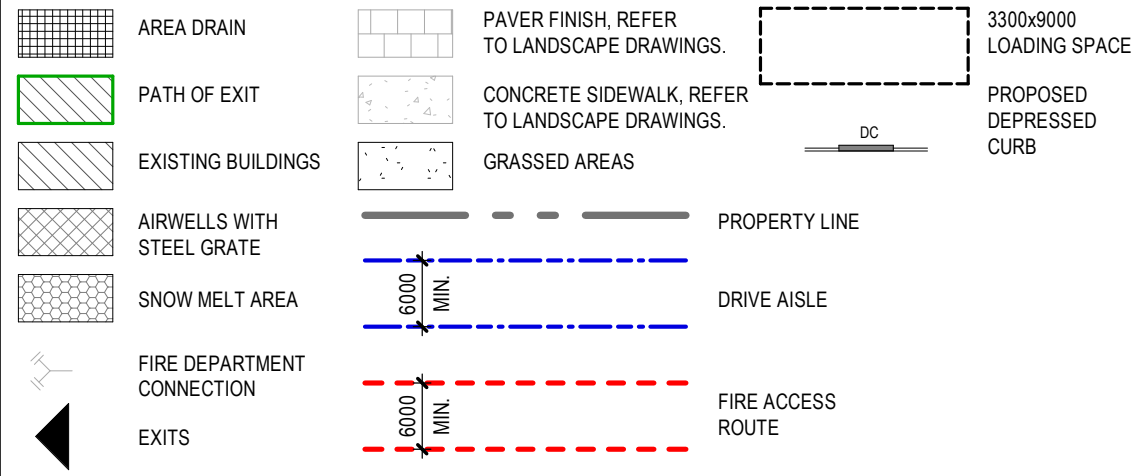 AREA DRAIN
PATH OF EXIT
EXISTING BUILDINGS
AIRWELLS WITH
STEEL GRATE
SNOW MELT AREA
FIRE DEPARTMENT
CONNECTION
EXITS
PAVER FINISH, REFER
TO LANDSCAPE DRAWINGS.
CONCRETE SIDEWALK, REFER
TO LANDSCAPE DRAWINGS.
GRASSED AREAS
PROPERTY LINE
6000
MIN.
DRIVE AISLE
6000
MIN.
FIRE ACCESS
ROUTE
3300x9000
LOADING SPACE
DC
PROPOSED
DEPRESSED
CURB